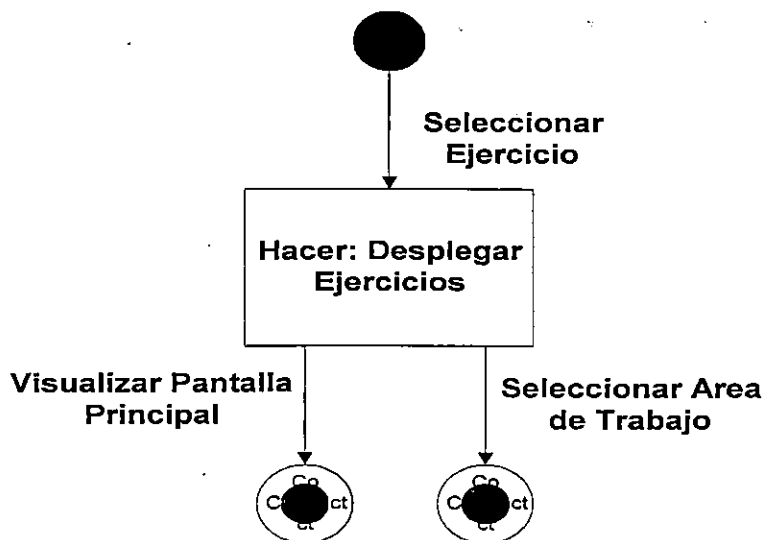 Seleccionar
Ejercicio
Hacer: Desplegar
Ejercicios
Visualizar Pantalla
Principal
Seleccionar Area
de Trabajo